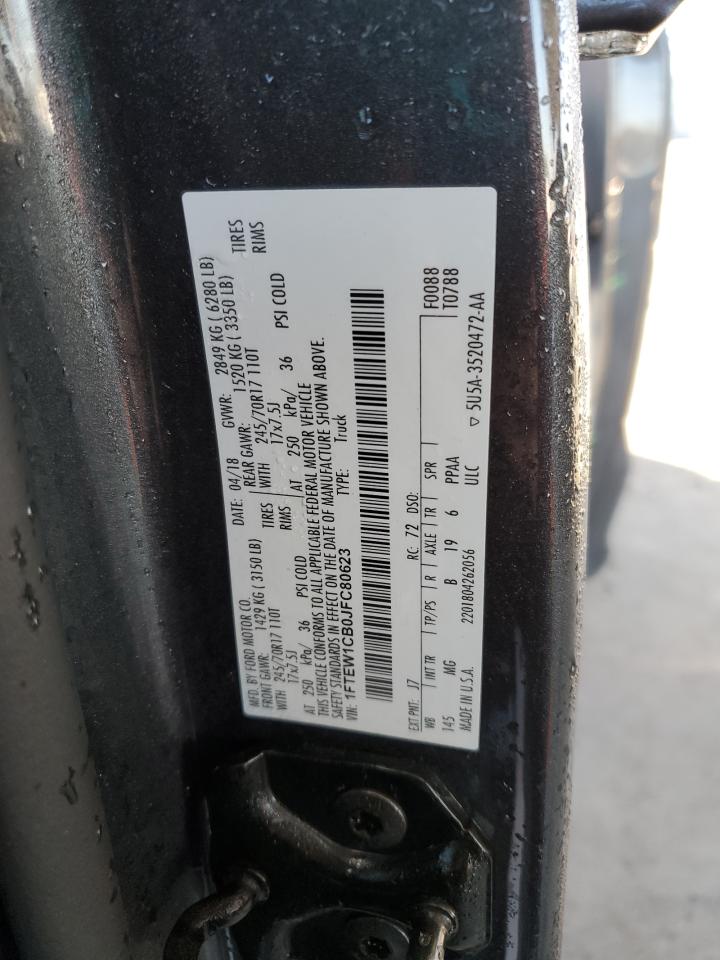 MFD. BY FORD MOTOR CO.
DATE: 04/18 GVWR: 2849 KG ( 6280 LB)
FRONT GAWR: 1429 KG ( 3150 LB) REAR GAWR: 1520 KG ( 3350 LB)
WITH 245/70R17 110T TIRES WITH 245/70R17 110T TIRES
17x7.5J RIMS 17x7.5J RIMS
AT 250 kPa/ 36 PSI COLD AT 250 kPa/ 36 PSI COLD
THIS VEHICLE CONFORMS TO ALL APPLICABLE FEDERAL MOTOR VEHICLE
SAFETY STANDARDS IN EFFECT ON THE DATE OF MANUFACTURE SHOWN ABOVE.
VIN: 1FTEW1CB0JFC80623 TYPE: Truck
EXT PNT: J7 RC: 72 DSO: F0088
WB INT TR TP/PS R AXLE TR SPR T0788
145 MG B 19 6 PPAA
MADE IN U.S.A. 2201804262056 ULC ▽ 5U5A-3520472-AA